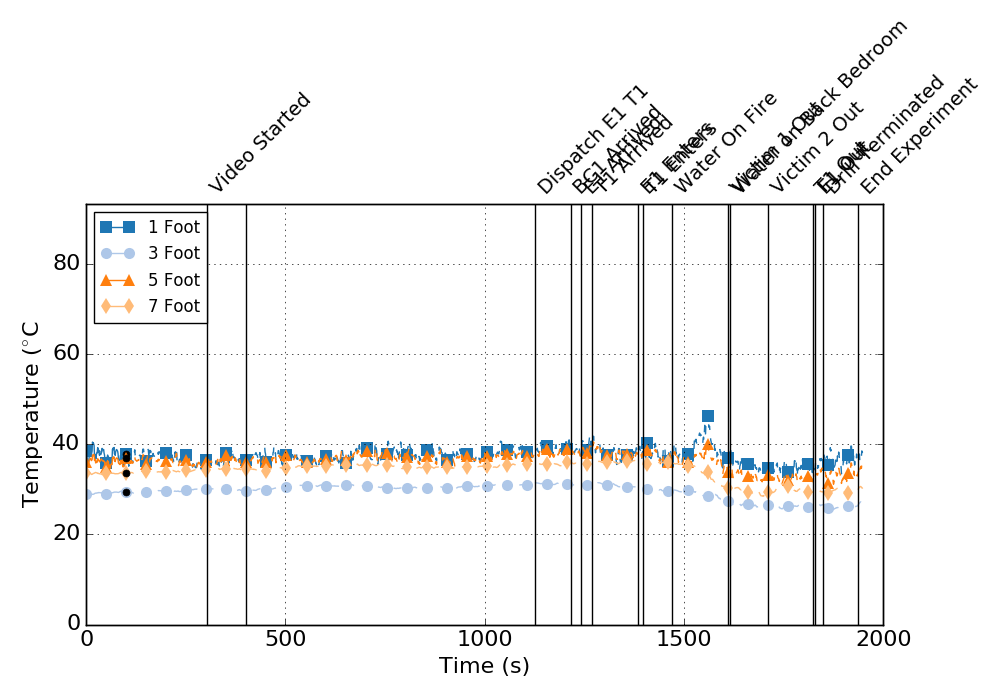 Video Started
Dispatch E1 T1
BC1 Arrived
E1 Arrived
T1 Arrived
E1 Enters
T1 Enters
Water On Fire
Victim 1 Out
Water on Back Bedroom
Victim 2 Out
T1 Out
E1 Out
Drill Terminated
End Experiment
1 Foot
3 Foot
5 Foot
7 Foot
Temperature (°C
80
60
40
20
0
0 500 1000 1500 2000
Time (s)